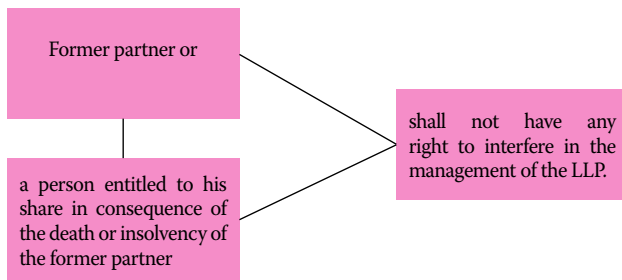 Former partner or
a person entitled to his
share in consequence of
the death or insolvency of
the former partner
shall not have any
right to interfere in the
management of the LLP.